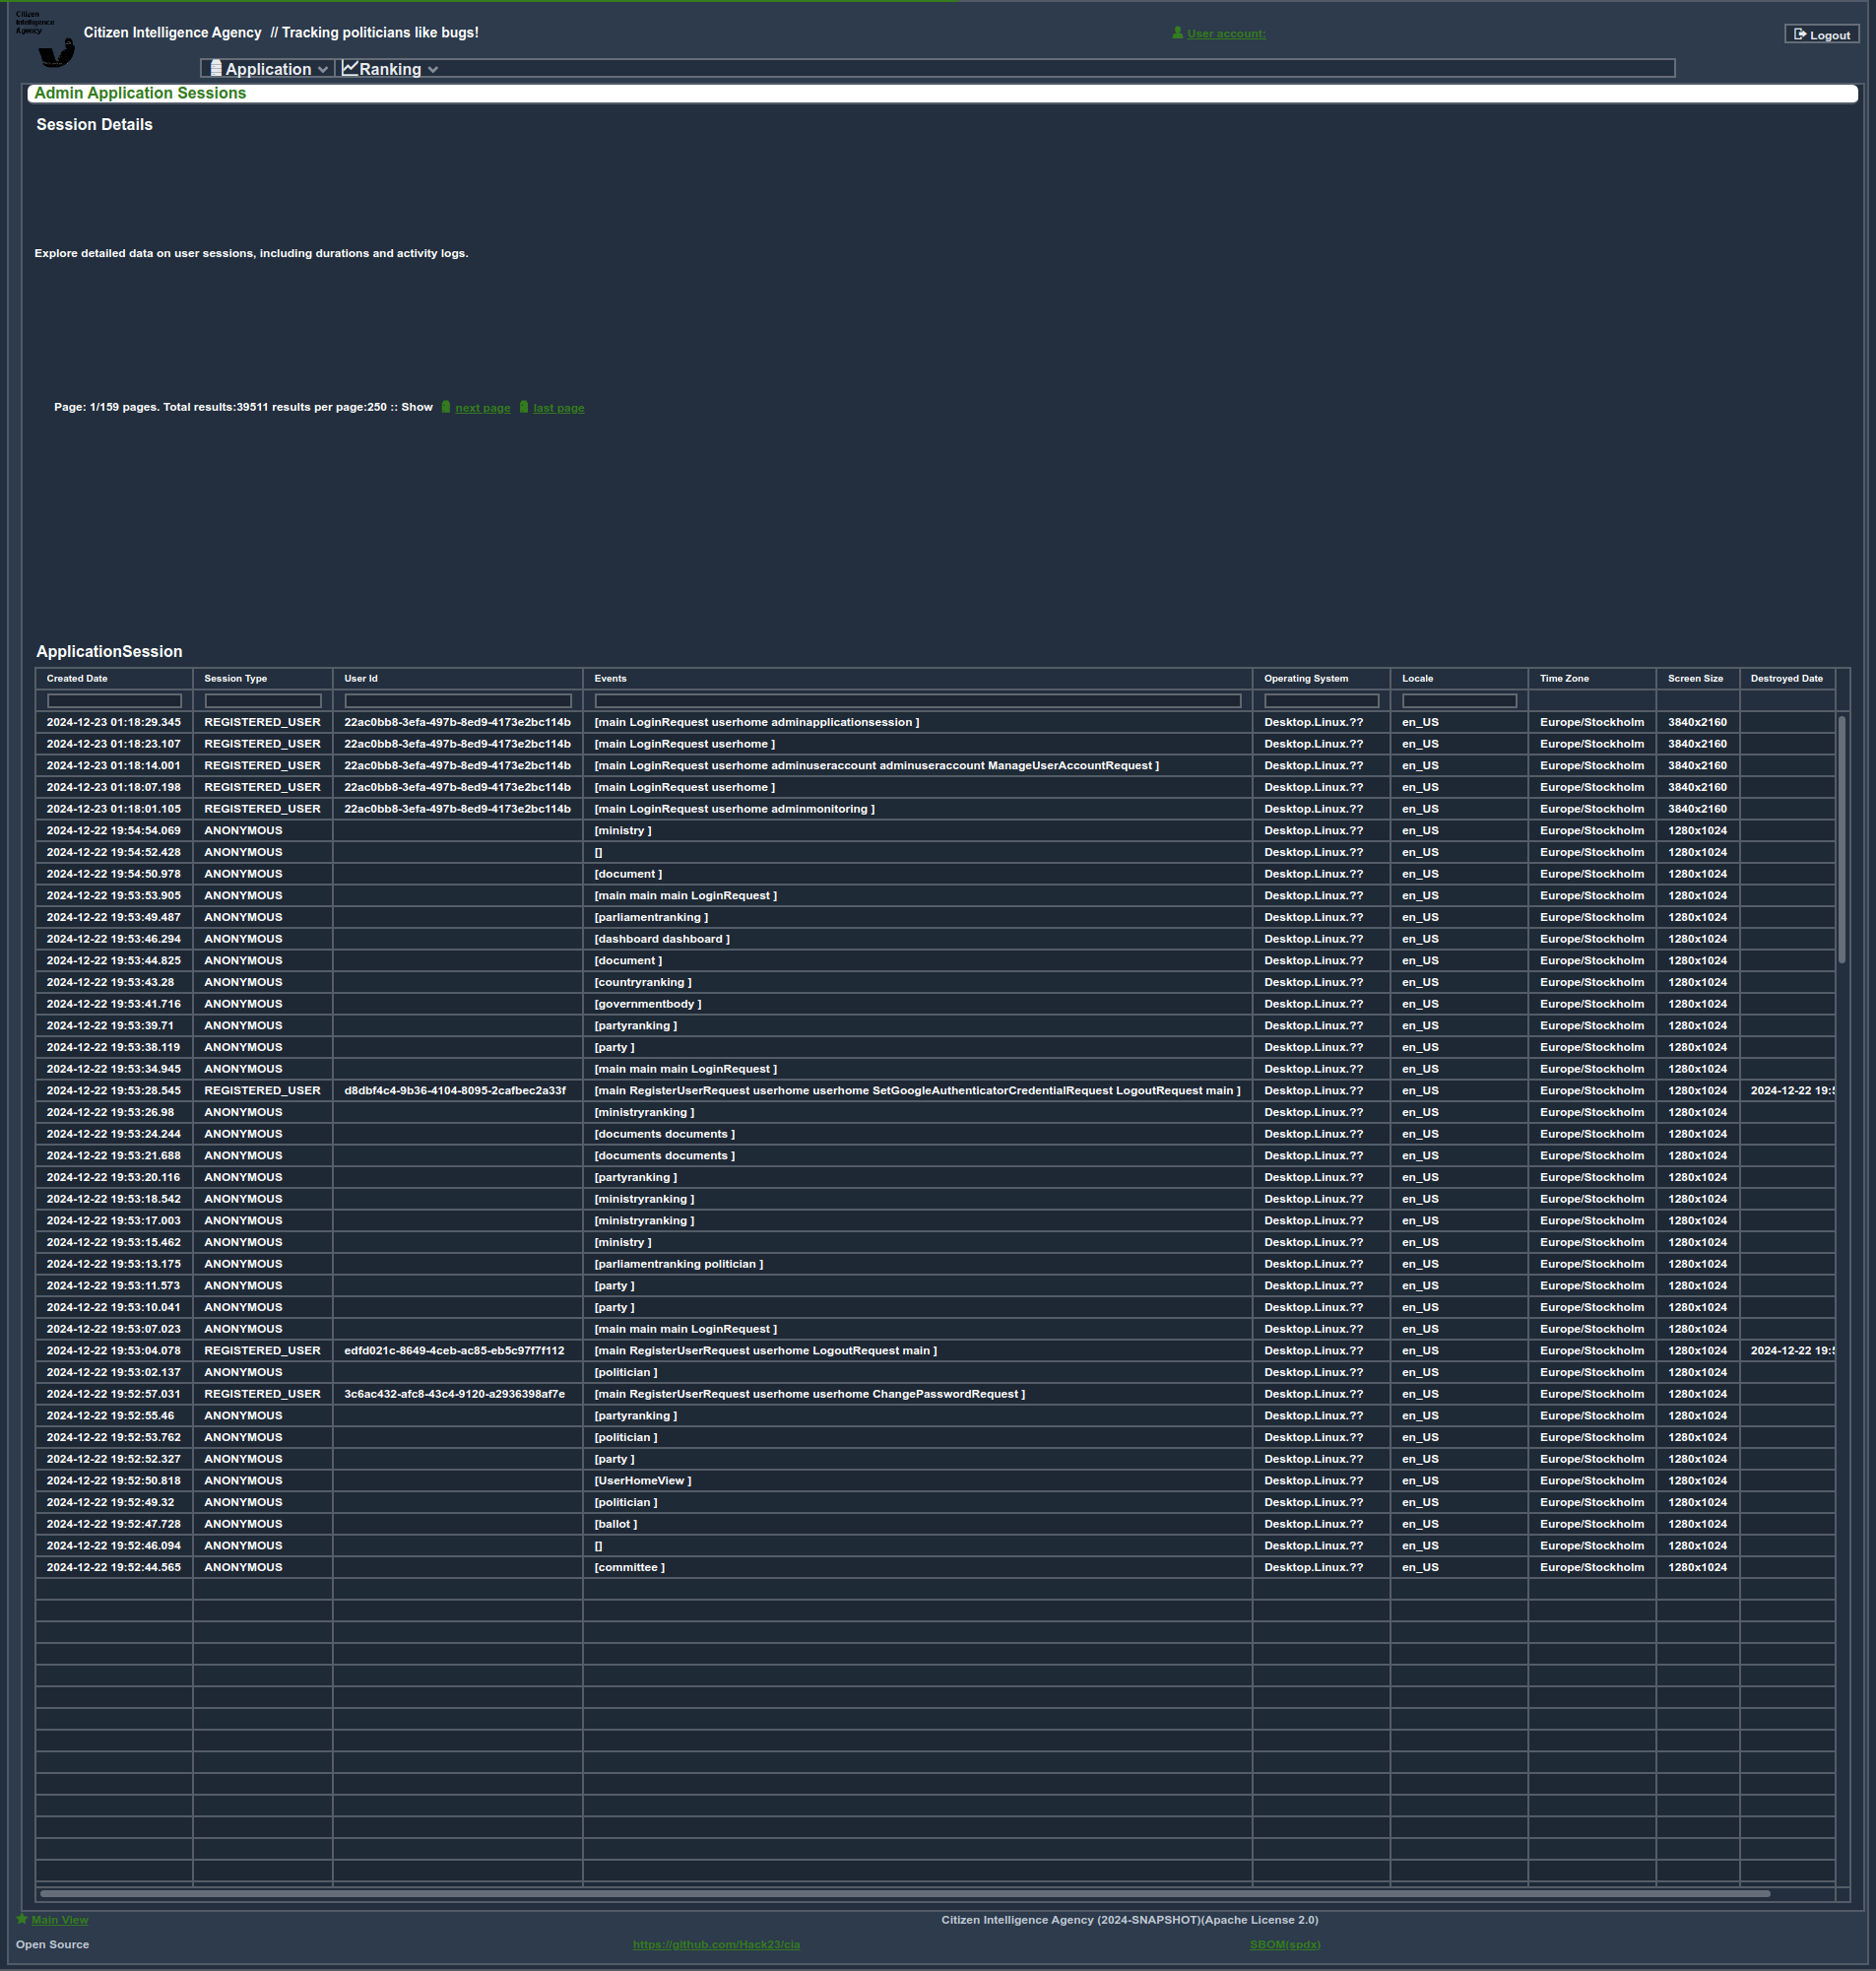 Citizen
Intelligence
Agency
Citizen Intelligence Agency // Tracking politicians like bugs!
User account:
Logout
Application Ranking
Admin Application Sessions
Session Details
Explore detailed data on user sessions, including durations and activity logs.
Page: 1/159 pages. Total results:39511 results per page:250 :: Show next page last page
ApplicationSession
Created Date Session Type User Id Events Operating System Locale Time Zone Screen Size Destroyed Date
2024-12-23 01:18:29.345 REGISTERED_USER 22ac0bb8-3efa-497b-8ed9-4173e2bc114b [main LoginRequest userhome adminapplicationsession ] Desktop.Linux.?? en_US Europe/Stockholm 3840x2160
2024-12-23 01:18:23.107 REGISTERED_USER 22ac0bb8-3efa-497b-8ed9-4173e2bc114b [main LoginRequest userhome ] Desktop.Linux.?? en_US Europe/Stockholm 3840x2160
2024-12-23 01:18:14.001 REGISTERED_USER 22ac0bb8-3efa-497b-8ed9-4173e2bc114b [main LoginRequest userhome adminuseraccount adminuseraccount ManageUserAccountRequest ] Desktop.Linux.?? en_US Europe/Stockholm 3840x2160
2024-12-23 01:18:07.198 REGISTERED_USER 22ac0bb8-3efa-497b-8ed9-4173e2bc114b [main LoginRequest userhome ] Desktop.Linux.?? en_US Europe/Stockholm 3840x2160
2024-12-23 01:18:01.105 REGISTERED_USER 22ac0bb8-3efa-497b-8ed9-4173e2bc114b [main LoginRequest userhome adminmonitoring ] Desktop.Linux.?? en_US Europe/Stockholm 3840x2160
2024-12-22 19:54:54.069 ANONYMOUS [ministry ] Desktop.Linux.?? en_US Europe/Stockholm 1280x1024
2024-12-22 19:54:52.428 ANONYMOUS [] Desktop.Linux.?? en_US Europe/Stockholm 1280x1024
2024-12-22 19:54:50.978 ANONYMOUS [document ] Desktop.Linux.?? en_US Europe/Stockholm 1280x1024
2024-12-22 19:53:53.905 ANONYMOUS [main main main LoginRequest ] Desktop.Linux.?? en_US Europe/Stockholm 1280x1024
2024-12-22 19:53:49.487 ANONYMOUS [parliamentranking ] Desktop.Linux.?? en_US Europe/Stockholm 1280x1024
2024-12-22 19:53:46.294 ANONYMOUS [dashboard dashboard ] Desktop.Linux.?? en_US Europe/Stockholm 1280x1024
2024-12-22 19:53:44.825 ANONYMOUS [document ] Desktop.Linux.?? en_US Europe/Stockholm 1280x1024
2024-12-22 19:53:43.28 ANONYMOUS [countryranking ] Desktop.Linux.?? en_US Europe/Stockholm 1280x1024
2024-12-22 19:53:41.716 ANONYMOUS [governmentbody ] Desktop.Linux.?? en_US Europe/Stockholm 1280x1024
2024-12-22 19:53:39.71 ANONYMOUS [partyranking ] Desktop.Linux.?? en_US Europe/Stockholm 1280x1024
2024-12-22 19:53:38.119 ANONYMOUS [party ] Desktop.Linux.?? en_US Europe/Stockholm 1280x1024
2024-12-22 19:53:34.945 ANONYMOUS [main main main LoginRequest ] Desktop.Linux.?? en_US Europe/Stockholm 1280x1024
2024-12-22 19:53:28.545 REGISTERED_USER d8dbf4c4-9b36-4104-8095-2cafbec2a33f [main RegisterUserRequest userhome userhome SetGoogleAuthenticatorCredentialRequest LogoutRequest main ] Desktop.Linux.?? en_US Europe/Stockholm 1280x1024 2024-12-22 19:5
2024-12-22 19:53:26.98 ANONYMOUS [ministryranking ] Desktop.Linux.?? en_US Europe/Stockholm 1280x1024
2024-12-22 19:53:24.244 ANONYMOUS [documents documents ] Desktop.Linux.?? en_US Europe/Stockholm 1280x1024
2024-12-22 19:53:21.688 ANONYMOUS [documents documents ] Desktop.Linux.?? en_US Europe/Stockholm 1280x1024
2024-12-22 19:53:20.116 ANONYMOUS [partyranking ] Desktop.Linux.?? en_US Europe/Stockholm 1280x1024
2024-12-22 19:53:18.542 ANONYMOUS [ministryranking ] Desktop.Linux.?? en_US Europe/Stockholm 1280x1024
2024-12-22 19:53:17.003 ANONYMOUS [ministryranking ] Desktop.Linux.?? en_US Europe/Stockholm 1280x1024
2024-12-22 19:53:15.462 ANONYMOUS [ministry ] Desktop.Linux.?? en_US Europe/Stockholm 1280x1024
2024-12-22 19:53:13.175 ANONYMOUS [parliamentranking politician ] Desktop.Linux.?? en_US Europe/Stockholm 1280x1024
2024-12-22 19:53:11.573 ANONYMOUS [party ] Desktop.Linux.?? en_US Europe/Stockholm 1280x1024
2024-12-22 19:53:10.041 ANONYMOUS [party ] Desktop.Linux.?? en_US Europe/Stockholm 1280x1024
2024-12-22 19:53:07.023 ANONYMOUS [main main main LoginRequest ] Desktop.Linux.?? en_US Europe/Stockholm 1280x1024
2024-12-22 19:53:04.078 REGISTERED_USER edfd021c-8649-4ceb-ac85-eb5c97f7f112 [main RegisterUserRequest userhome LogoutRequest main ] Desktop.Linux.?? en_US Europe/Stockholm 1280x1024 2024-12-22 19:5
2024-12-22 19:53:02.137 ANONYMOUS [politician ] Desktop.Linux.?? en_US Europe/Stockholm 1280x1024
2024-12-22 19:52:57.031 REGISTERED_USER 3c6ac432-afc8-43c4-9120-a2936398af7e [main RegisterUserRequest userhome userhome ChangePasswordRequest ] Desktop.Linux.?? en_US Europe/Stockholm 1280x1024
2024-12-22 19:52:55.46 ANONYMOUS [partyranking ] Desktop.Linux.?? en_US Europe/Stockholm 1280x1024
2024-12-22 19:52:53.762 ANONYMOUS [politician ] Desktop.Linux.?? en_US Europe/Stockholm 1280x1024
2024-12-22 19:52:52.327 ANONYMOUS [party ] Desktop.Linux.?? en_US Europe/Stockholm 1280x1024
2024-12-22 19:52:50.818 ANONYMOUS [UserHomeView ] Desktop.Linux.?? en_US Europe/Stockholm 1280x1024
2024-12-22 19:52:49.32 ANONYMOUS [politician ] Desktop.Linux.?? en_US Europe/Stockholm 1280x1024
2024-12-22 19:52:47.728 ANONYMOUS [ballot ] Desktop.Linux.?? en_US Europe/Stockholm 1280x1024
2024-12-22 19:52:46.094 ANONYMOUS [] Desktop.Linux.?? en_US Europe/Stockholm 1280x1024
2024-12-22 19:52:44.565 ANONYMOUS [committee ] Desktop.Linux.?? en_US Europe/Stockholm 1280x1024
Main View Citizen Intelligence Agency (2024-SNAPSHOT)(Apache License 2.0)
Open Source https://github.com/Hack23/cia SBOM(spdx)